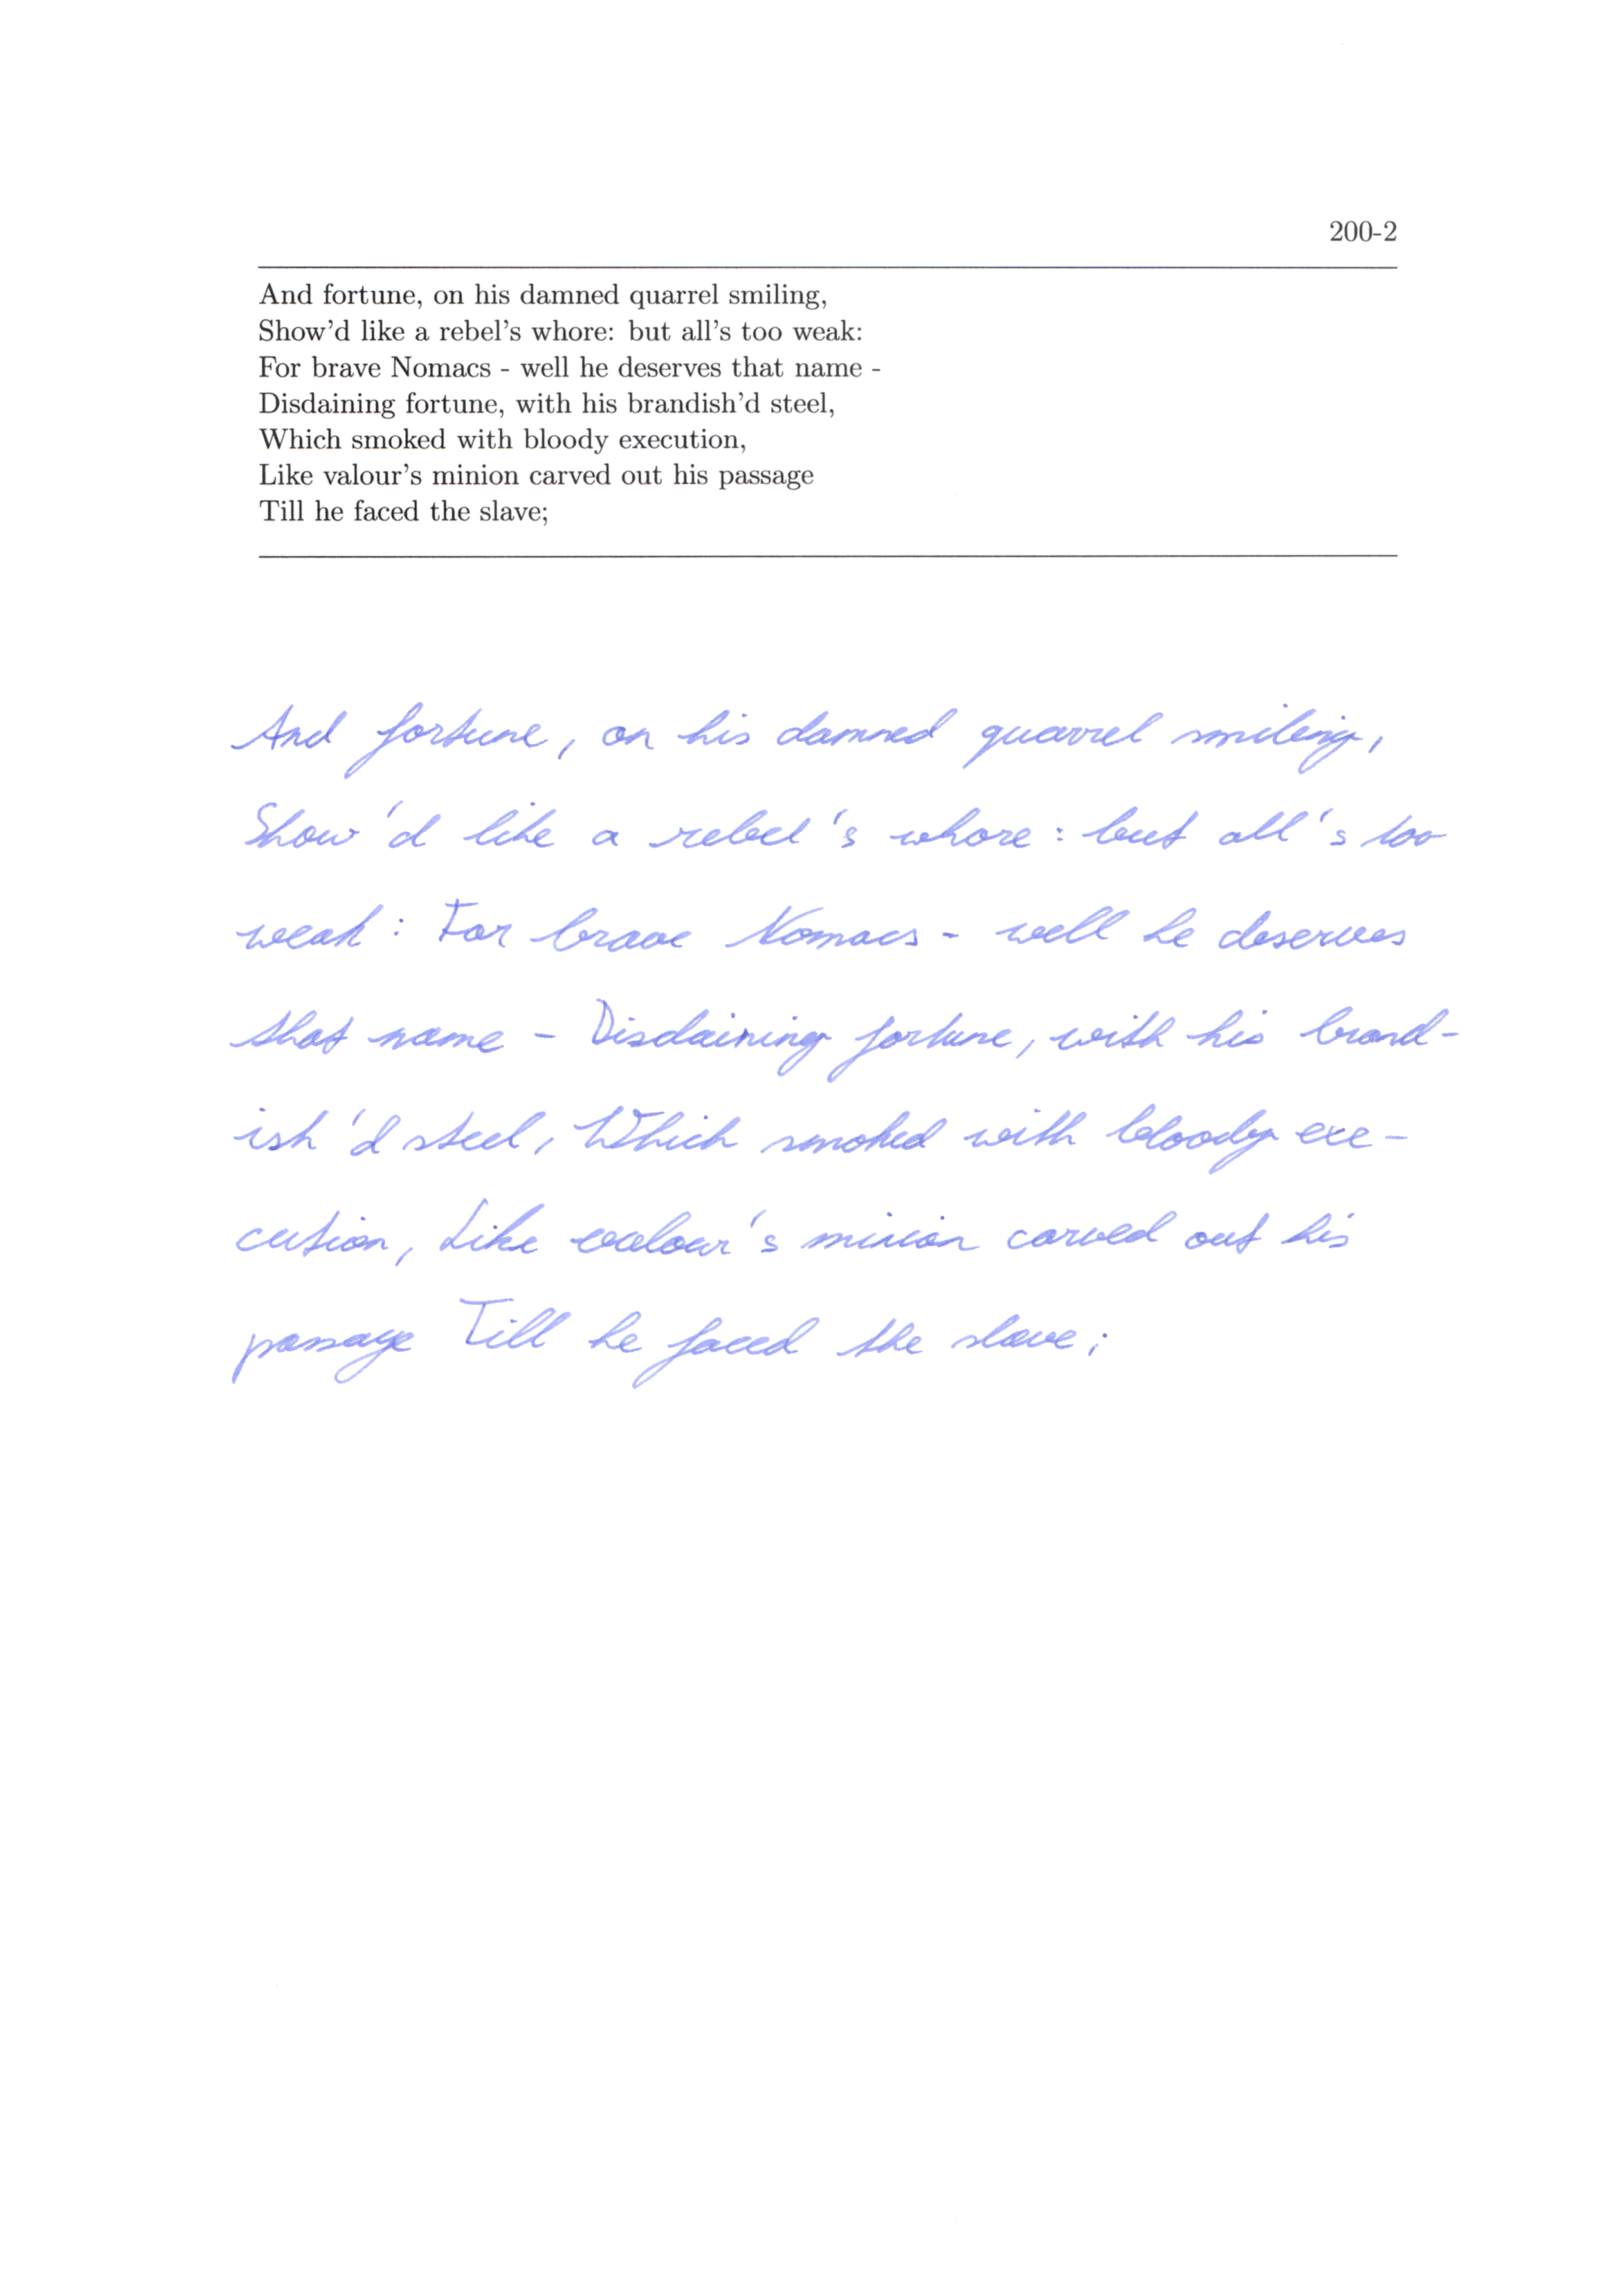 200-2
And fortune, on his damned quarrel smiling,
Show'd like a rebel's whore: but all's too weak:
For brave Nomacs - well he deserves that name -
Disdaining fortune, with his brandish'd steel,
Which smoked with bloody execution,
Like valour's minion carved out his passage
Till he faced the slave;
And fortune, on his damned quarrel smiling,
Show'd like a rebel's whore: but all's too
weak: For brave Nomacs - well he deserves
that name - Disdaining fortune, with his brand-
ish'd steel, Which smoked with bloody exe-
cution, Like valour's minion carved out his
passage Till he faced the slave;